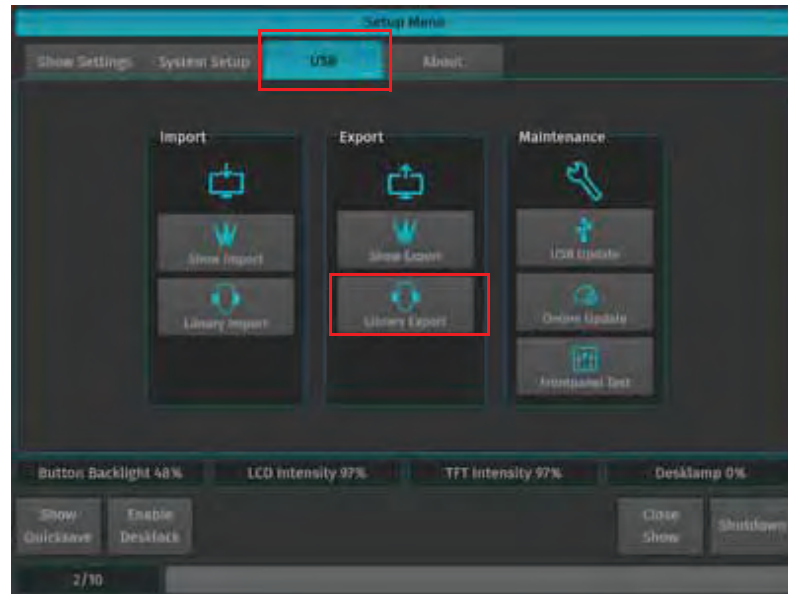 Setup Menu
Show Settings System Setup USB About
Import Export Maintenance
Show Import Show Export USB Update
Library Import Library Export Online Update
Frontpanel Test
Button Backlight 48% LCD Intensity 97% TFT Intensity 97% Desklamp 0%
Show Quicksave Enable Desklock Close Show Shutdown
2/10